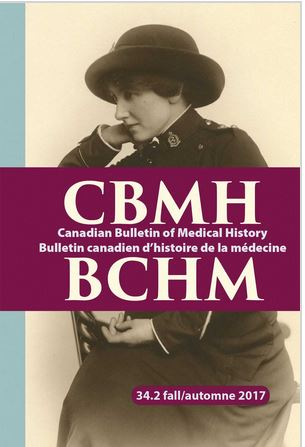 CBMH
Canadian Bulletin of Medical History
Bulletin canadien d'histoire de la médecine
BCHM
34.2 fall/automne 2017